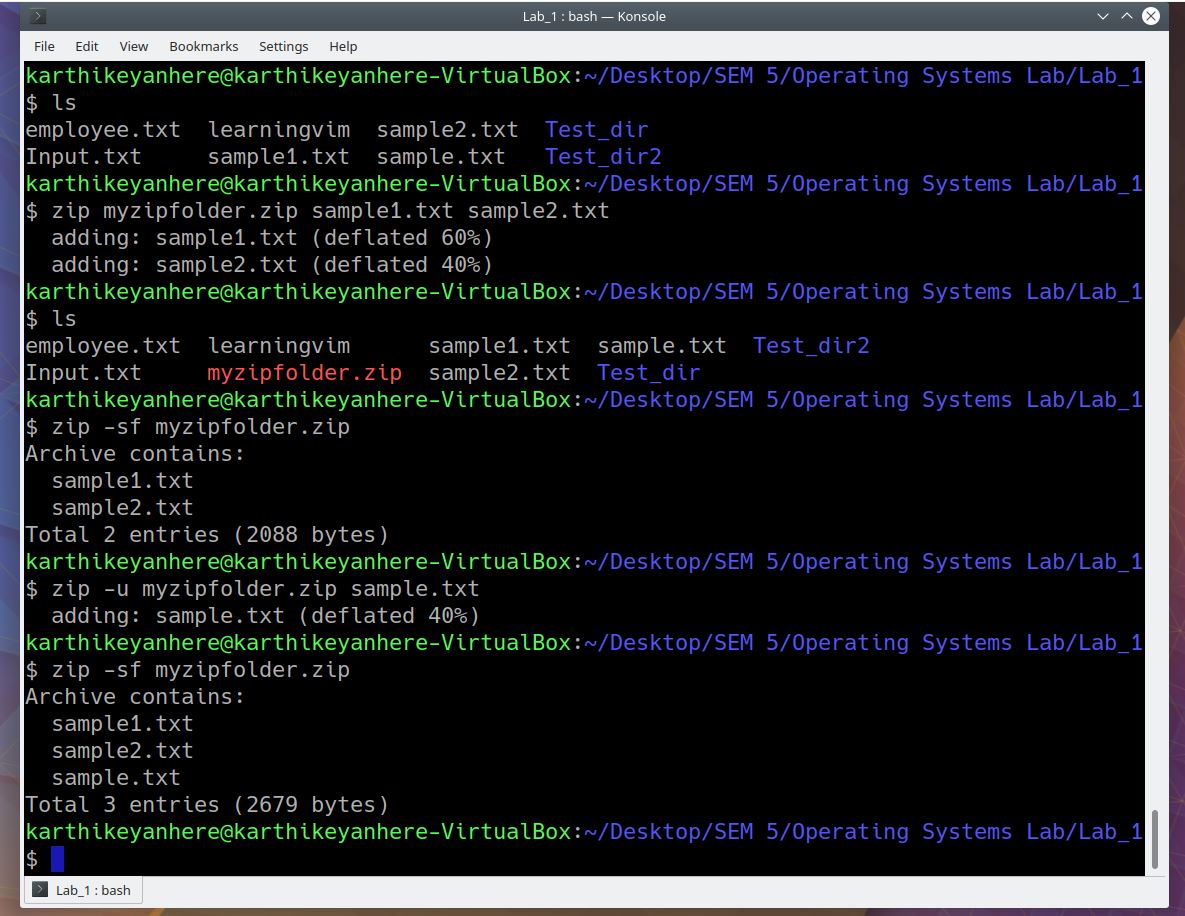 Lab_1 : bash — Konsole
File Edit View Bookmarks Settings Help
karthikeyanhere@karthikeyanhere-VirtualBox:~/Desktop/SEM 5/Operating Systems Lab/Lab_1
$ ls
employee.txt  learningvim  sample2.txt  Test_dir
Input.txt     sample1.txt  sample.txt   Test_dir2
karthikeyanhere@karthikeyanhere-VirtualBox:~/Desktop/SEM 5/Operating Systems Lab/Lab_1
$ zip myzipfolder.zip sample1.txt sample2.txt
  adding: sample1.txt (deflated 60%)
  adding: sample2.txt (deflated 40%)
karthikeyanhere@karthikeyanhere-VirtualBox:~/Desktop/SEM 5/Operating Systems Lab/Lab_1
$ ls
employee.txt  learningvim      sample1.txt  sample.txt  Test_dir2
Input.txt     myzipfolder.zip  sample2.txt  Test_dir
karthikeyanhere@karthikeyanhere-VirtualBox:~/Desktop/SEM 5/Operating Systems Lab/Lab_1
$ zip -sf myzipfolder.zip
Archive contains:
  sample1.txt
  sample2.txt
Total 2 entries (2088 bytes)
karthikeyanhere@karthikeyanhere-VirtualBox:~/Desktop/SEM 5/Operating Systems Lab/Lab_1
$ zip -u myzipfolder.zip sample.txt
  adding: sample.txt (deflated 40%)
karthikeyanhere@karthikeyanhere-VirtualBox:~/Desktop/SEM 5/Operating Systems Lab/Lab_1
$ zip -sf myzipfolder.zip
Archive contains:
  sample1.txt
  sample2.txt
  sample.txt
Total 3 entries (2679 bytes)
karthikeyanhere@karthikeyanhere-VirtualBox:~/Desktop/SEM 5/Operating Systems Lab/Lab_1
$
Lab_1 : bash